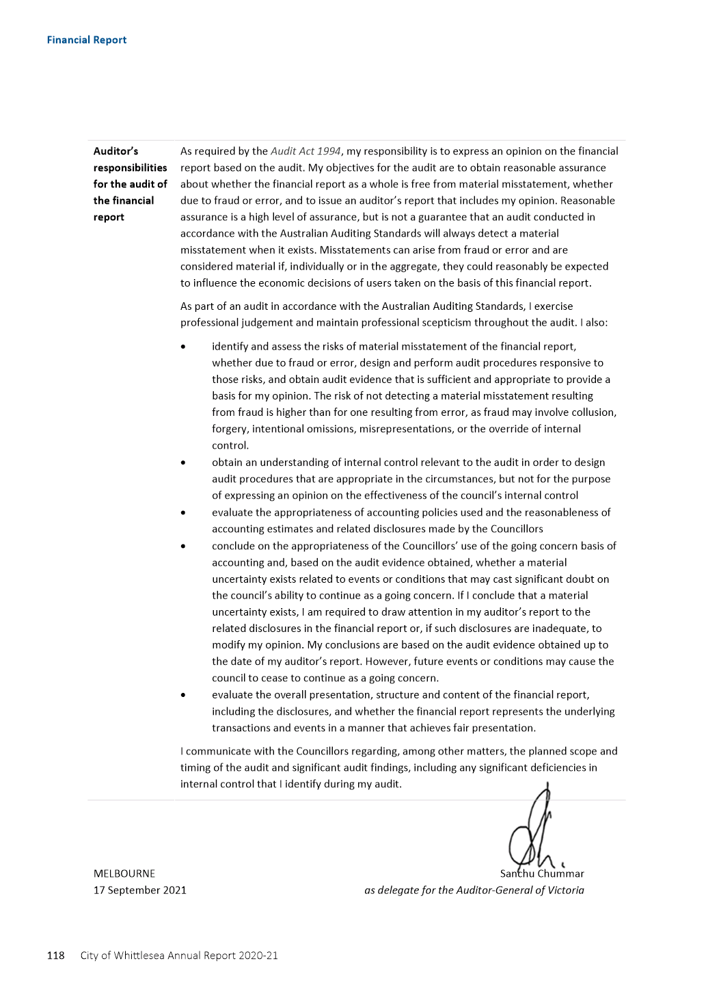 Financial Report
Auditor’s
responsibilities
for the audit of
the financial
report
As required by the Audit Act 1994, my responsibility is to express an opinion on the financial
report based on the audit. My objectives for the audit are to obtain reasonable assurance
about whether the financial report as a whole is free from material misstatement, whether
due to fraud or error, and to issue an auditor’s report that includes my opinion. Reasonable
assurance is a high level of assurance, but is not a guarantee that an audit conducted in
accordance with the Australian Auditing Standards will always detect a material
misstatement when it exists. Misstatements can arise from fraud or error and are
considered material if, individually or in the aggregate, they could reasonably be expected
to influence the economic decisions of users taken on the basis of this financial report.
As part of an audit in accordance with the Australian Auditing Standards, I exercise
professional judgement and maintain professional scepticism throughout the audit. I also:
• identify and assess the risks of material misstatement of the financial report,
whether due to fraud or error, design and perform audit procedures responsive to
those risks, and obtain audit evidence that is sufficient and appropriate to provide a
basis for my opinion. The risk of not detecting a material misstatement resulting
from fraud is higher than for one resulting from error, as fraud may involve collusion,
forgery, intentional omissions, misrepresentations, or the override of internal
control.
• obtain an understanding of internal control relevant to the audit in order to design
audit procedures that are appropriate in the circumstances, but not for the purpose
of expressing an opinion on the effectiveness of the council’s internal control
• evaluate the appropriateness of accounting policies used and the reasonableness of
accounting estimates and related disclosures made by the Councillors
• conclude on the appropriateness of the Councillors’ use of the going concern basis of
accounting and, based on the audit evidence obtained, whether a material
uncertainty exists related to events or conditions that may cast significant doubt on
the council’s ability to continue as a going concern. If I conclude that a material
uncertainty exists, I am required to draw attention in my auditor’s report to the
related disclosures in the financial report or, if such disclosures are inadequate, to
modify my opinion. My conclusions are based on the audit evidence obtained up to
the date of my auditor’s report. However, future events or conditions may cause the
council to cease to continue as a going concern.
• evaluate the overall presentation, structure and content of the financial report,
including the disclosures, and whether the financial report represents the underlying
transactions and events in a manner that achieves fair presentation.
I communicate with the Councillors regarding, among other matters, the planned scope and
timing of the audit and significant audit findings, including any significant deficiencies in
internal control that I identify during my audit.
MELBOURNE
17 September 2021
Sanchu Chummar
as delegate for the Auditor-General of Victoria
118 City of Whittlesea Annual Report 2020-21